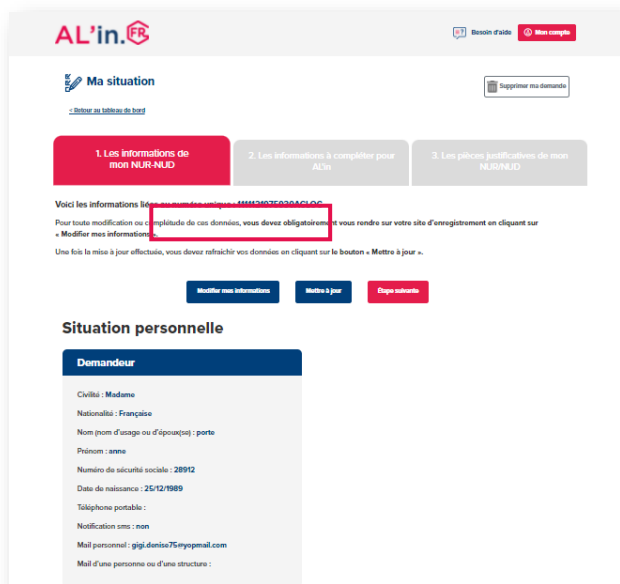 AL'in.FR
Besoin d'aide
Mon compte
Ma situation
Supprimer ma demande
< Retour au tableau de bord
1. Les informations de
mon NUR-NUD
2. Les informations à compléter pour
AL'in
3. Les pièces justificatives de mon
NUR/NUD
Voici les informations liées au numéro unique :
Pour toute modification ou complétude de ces données, vous devez obligatoirement vous rendre sur votre site d'enregistrement en cliquant sur
« Modifier mes informations ».
Une fois la mise à jour effectuée, vous devez rafraichir vos données en cliquant sur le bouton « Mettre à jour ».
Modifier mes informations
Mettre à jour
Étape suivante
Situation personnelle
Demandeur
Civilité : Madame
Nationalité : Française
Nom (nom d'usage ou d'époux(se) : porte
Prénom : anne
Numéro de sécurité sociale : 28912
Date de naissance : 25/12/1989
Téléphone portable :
Notification sms : non
Mail personnel : gigi.denise75@yopmail.com
Mail d'une personne ou d'une structure :